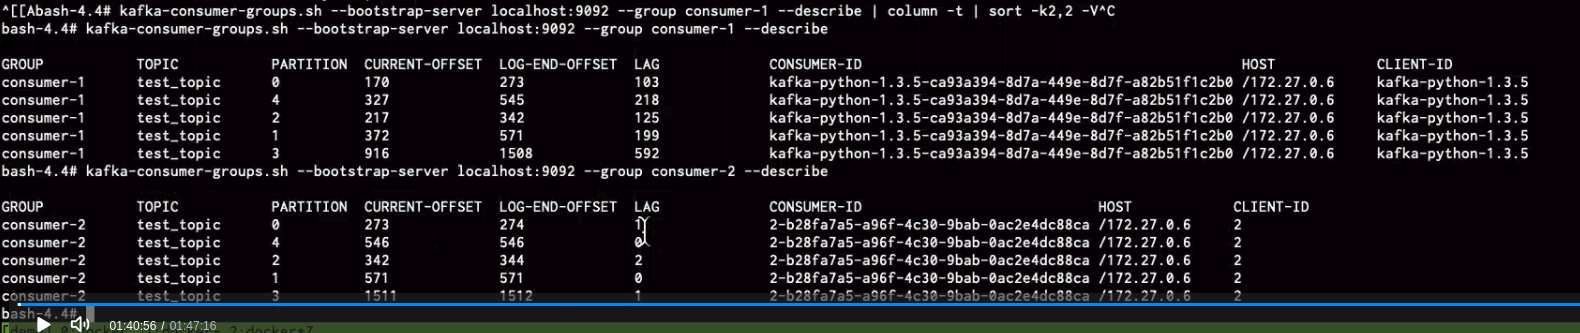 ^[[Abash-4.4# kafka-consumer-groups.sh --bootstrap-server localhost:9092 --group consumer-1 --describe | column -t | sort -k2,2 -V^C
bash-4.4# kafka-consumer-groups.sh --bootstrap-server localhost:9092 --group consumer-1 --describe
GROUP TOPIC PARTITION CURRENT-OFFSET LOG-END-OFFSET LAG CONSUMER-ID HOST CLIENT-ID
consumer-1 test_topic 0 170 273 103 kafka-python-1.3.5-ca93a394-8d7a-449e-8d7f-a82b51f1c2b0 /172.27.0.6 kafka-python-1.3.5
consumer-1 test_topic 4 327 545 218 kafka-python-1.3.5-ca93a394-8d7a-449e-8d7f-a82b51f1c2b0 /172.27.0.6 kafka-python-1.3.5
consumer-1 test_topic 2 217 342 125 kafka-python-1.3.5-ca93a394-8d7a-449e-8d7f-a82b51f1c2b0 /172.27.0.6 kafka-python-1.3.5
consumer-1 test_topic 1 372 571 199 kafka-python-1.3.5-ca93a394-8d7a-449e-8d7f-a82b51f1c2b0 /172.27.0.6 kafka-python-1.3.5
consumer-1 test_topic 3 916 1508 592 kafka-python-1.3.5-ca93a394-8d7a-449e-8d7f-a82b51f1c2b0 /172.27.0.6 kafka-python-1.3.5
bash-4.4# kafka-consumer-groups.sh --bootstrap-server localhost:9092 --group consumer-2 --describe
GROUP TOPIC PARTITION CURRENT-OFFSET LOG-END-OFFSET LAG CONSUMER-ID HOST CLIENT-ID
consumer-2 test_topic 0 273 274 1 2-b28fa7a5-a96f-4c30-9bab-0ac2e4dc88ca /172.27.0.6 2
consumer-2 test_topic 4 546 546 0 2-b28fa7a5-a96f-4c30-9bab-0ac2e4dc88ca /172.27.0.6 2
consumer-2 test_topic 2 342 344 2 2-b28fa7a5-a96f-4c30-9bab-0ac2e4dc88ca /172.27.0.6 2
consumer-2 test_topic 1 571 571 0 2-b28fa7a5-a96f-4c30-9bab-0ac2e4dc88ca /172.27.0.6 2
consumer-2 test_topic 3 1511 1512 1 2-b28fa7a5-a96f-4c30-9bab-0ac2e4dc88ca /172.27.0.6 2
bash-4.4#
01:40:56 / 01:47:16